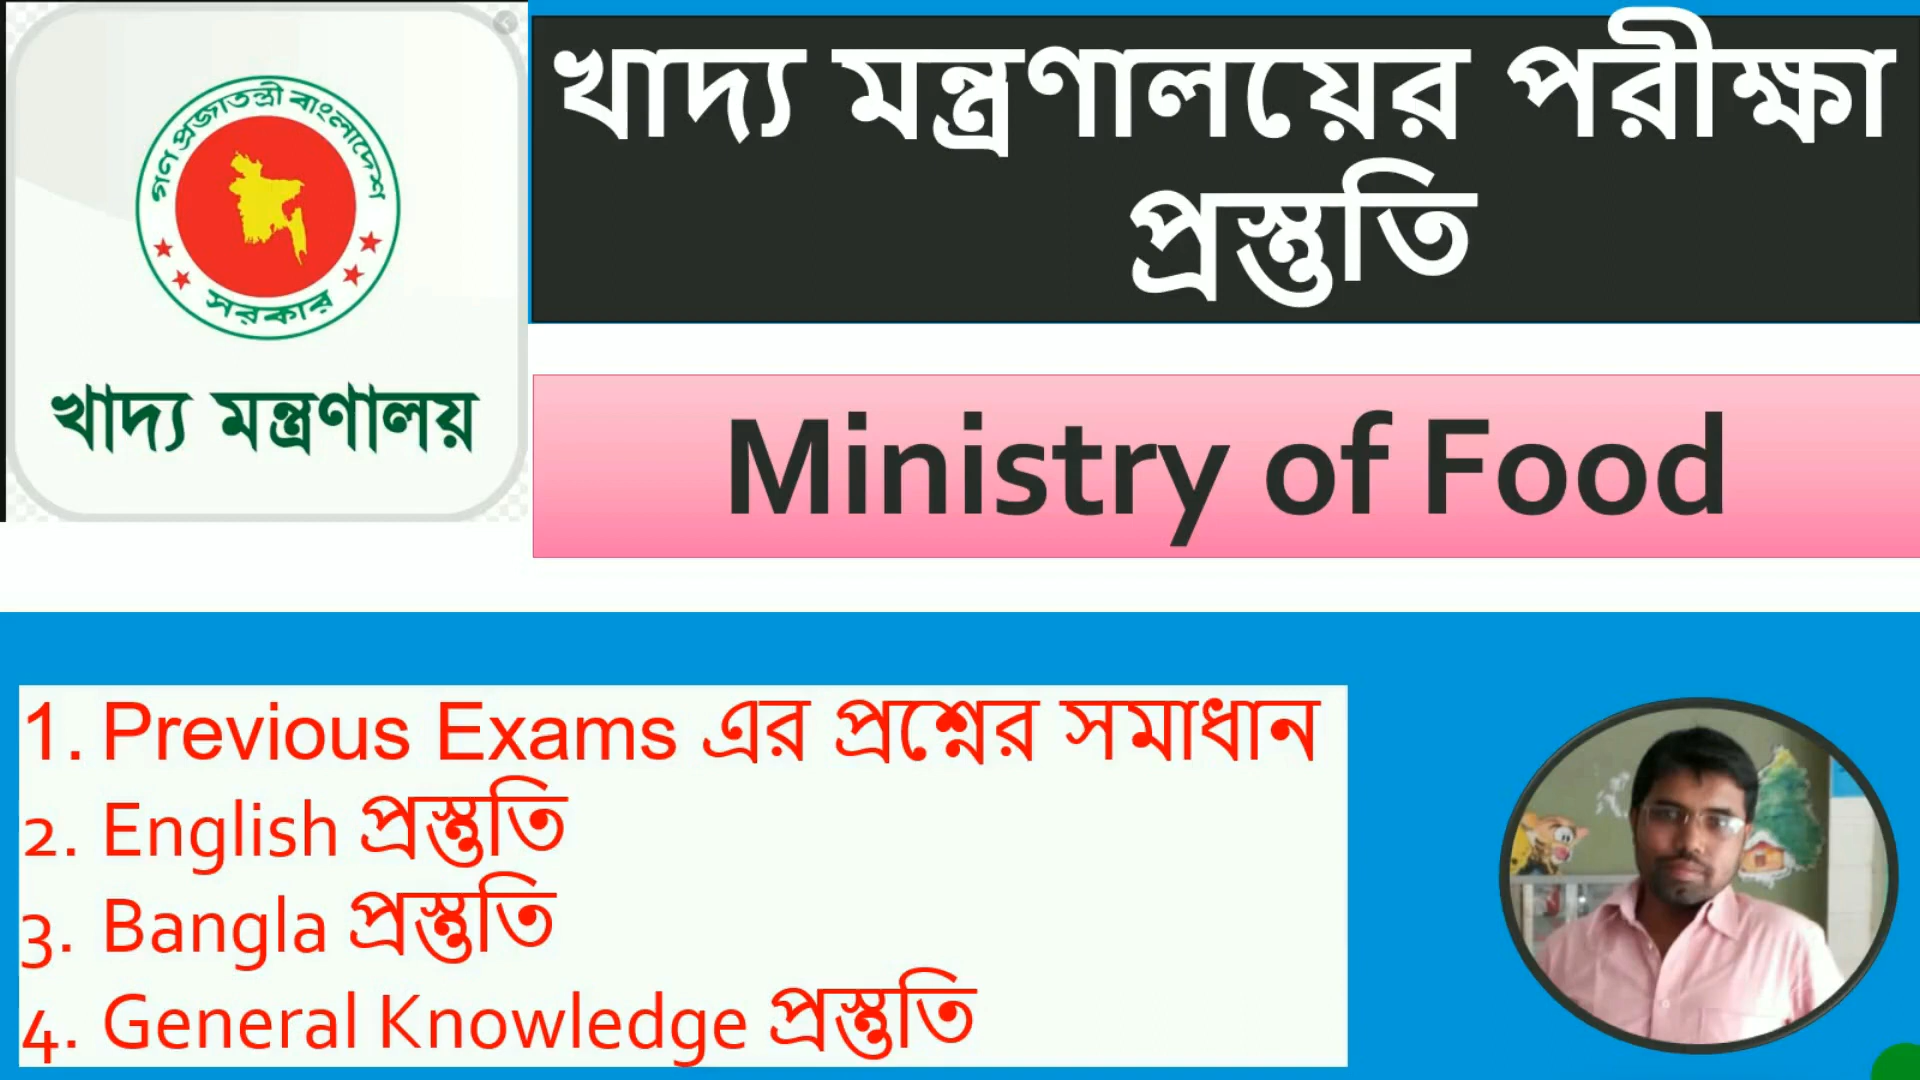 গণ প্রজাতন্ত্রী বাংলাদেশ
সরকার
খাদ্য মন্ত্রণালয়
খাদ্য মন্ত্রণালয়ের পরীক্ষা
প্রস্তুতি
Ministry of Food
1. Previous Exams এর প্রশ্নের সমাধান
2. English প্রস্তুতি
3. Bangla প্রস্তুতি
4. General Knowledge প্রস্তুতি